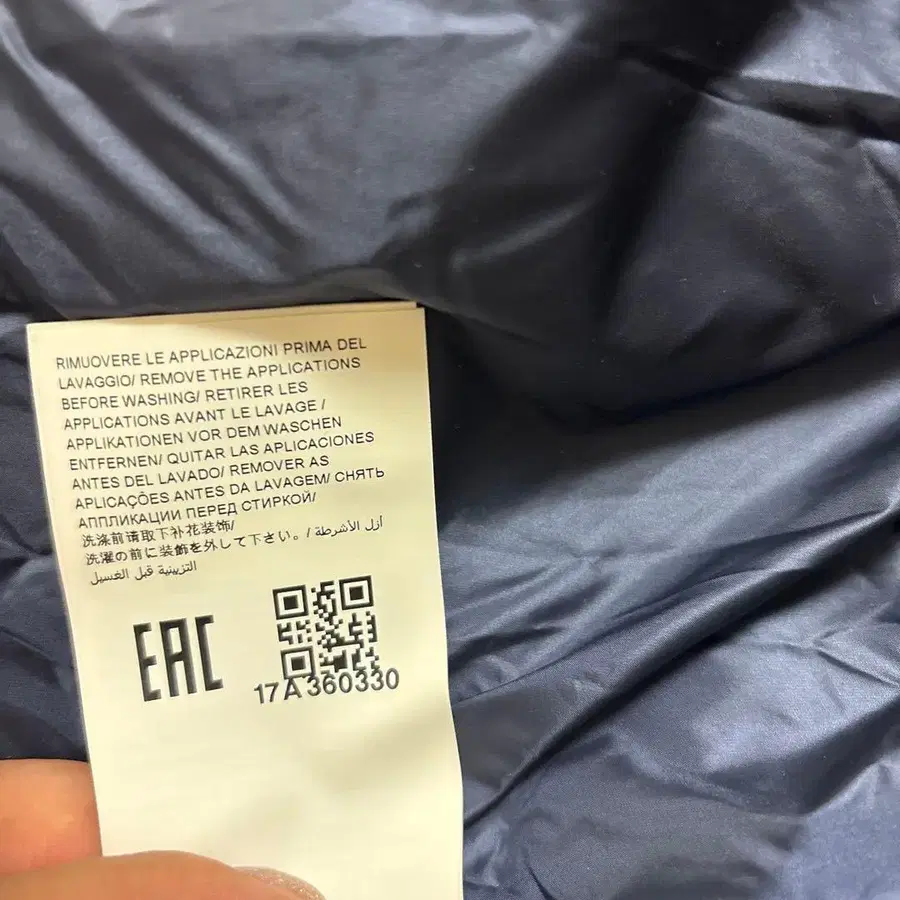 RIMUOVERE LE APPLICAZIONI PRIMA DEL
LAVAGGIO/ REMOVE THE APPLICATIONS
BEFORE WASHING/ RETIRER LES
APPLICATIONS AVANT LE LAVAGE /
APPLIKATIONEN VOR DEM WASCHEN
ENTFERNEN/ QUITAR LAS APLICACIONES
ANTES DEL LAVADO/ REMOVER AS
APLICAÇÕES ANTES DA LAVAGEM/ СНЯТЬ
АППЛИКАЦИИ ПЕРЕД СТИРКОЙ/
洗涤前请取下补花装饰/
洗濯の前に装飾を外して下さい。/ أزل الأشرطة
التزيينية قبل الغسيل
EAC
17A360330